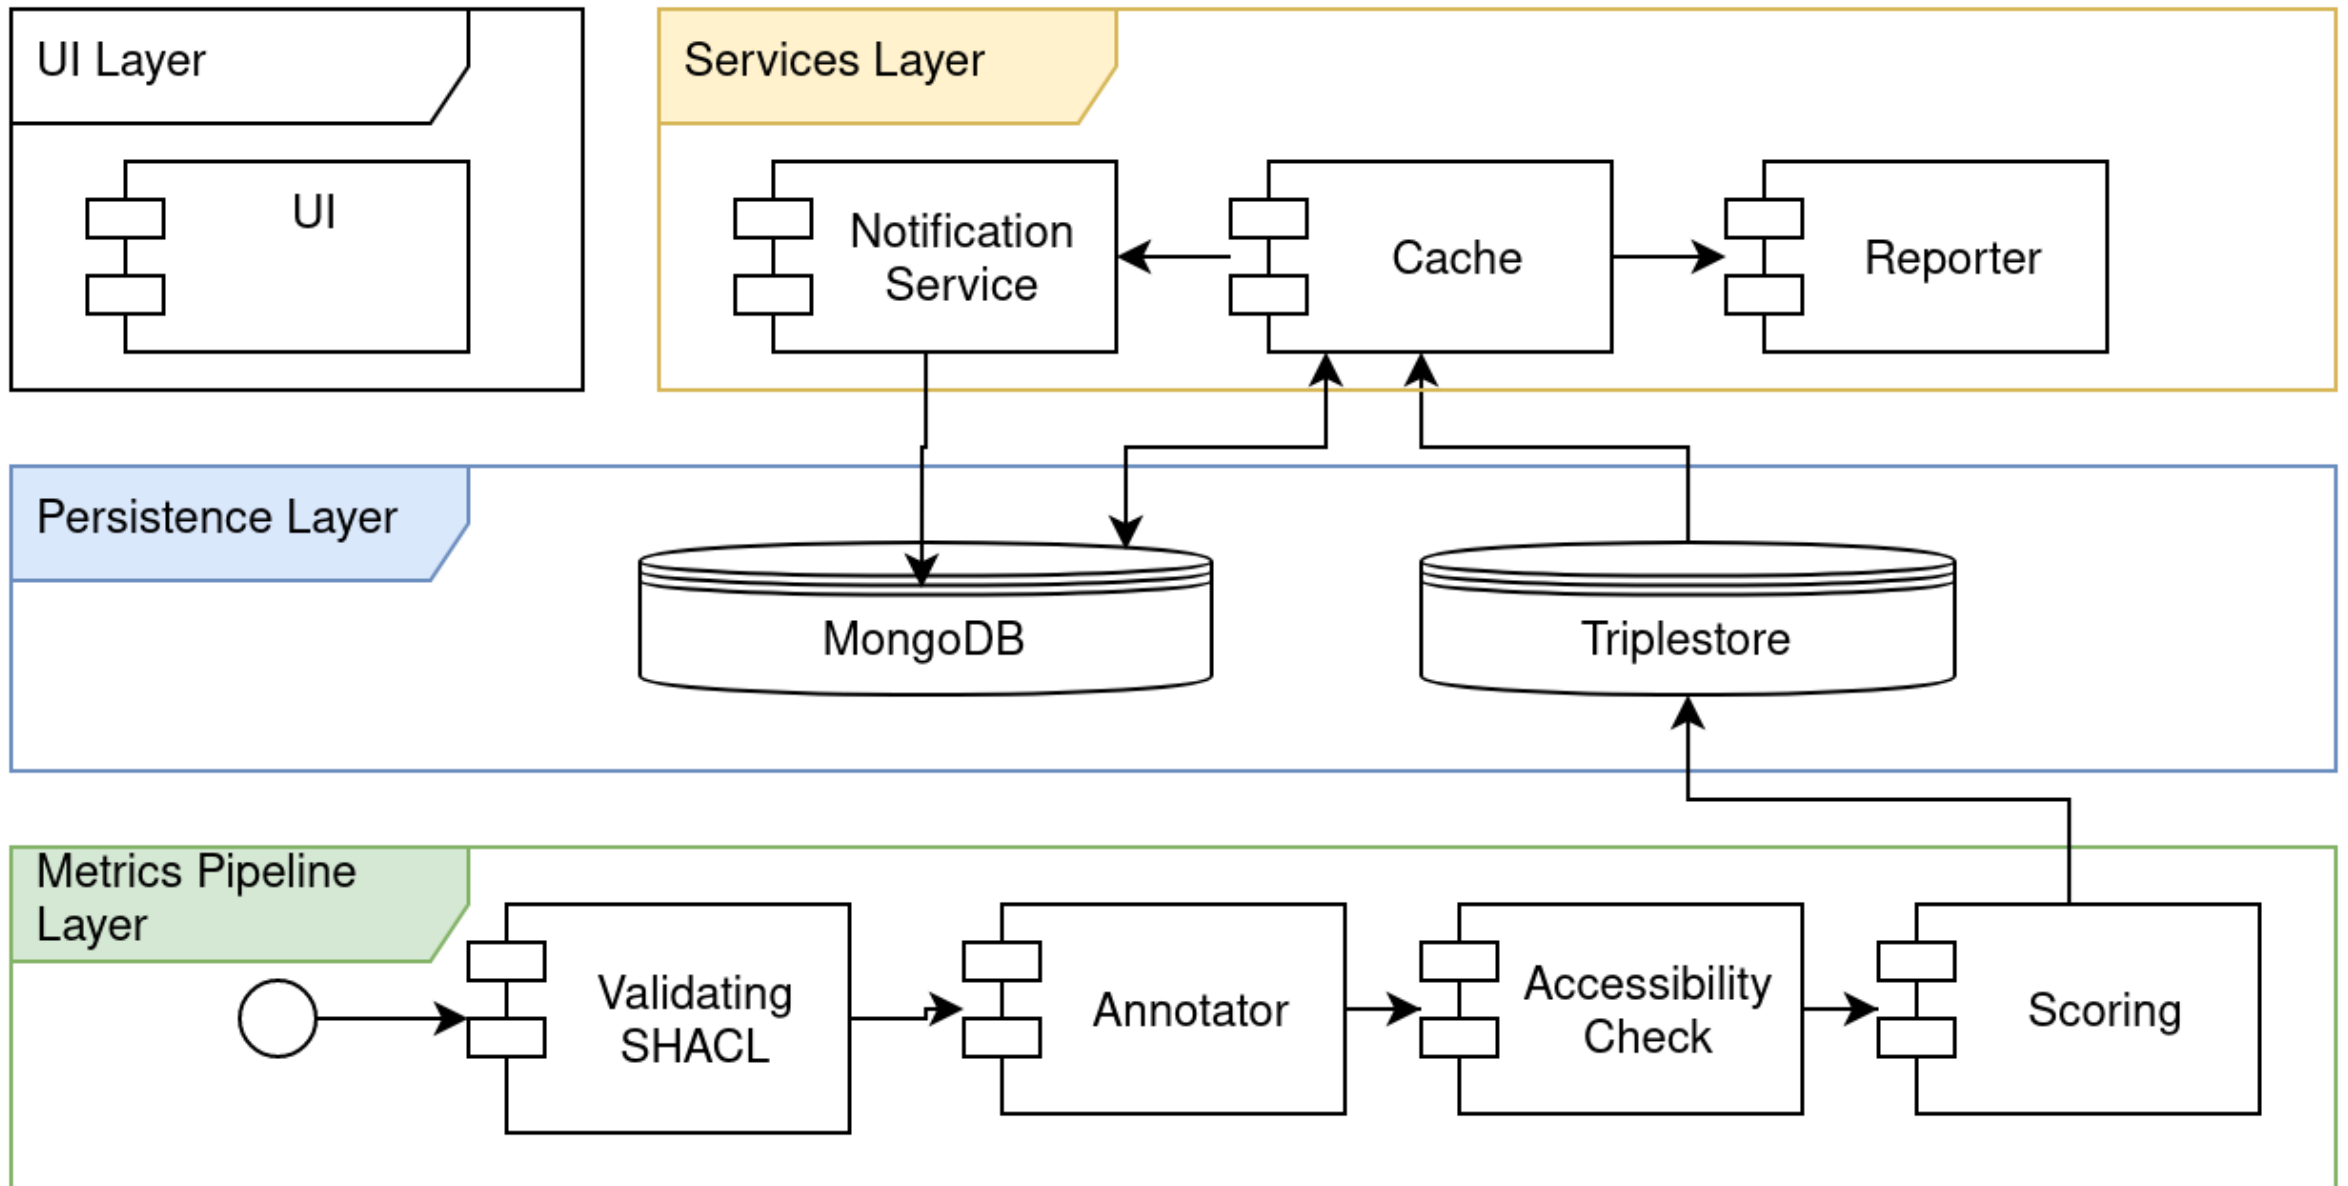 UI Layer
Services Layer
UI
Notification
Service
Cache
Reporter
Persistence Layer
MongoDB
Triplestore
Metrics Pipeline
Layer
Validating
SHACL
Annotator
Accessibility
Check
Scoring